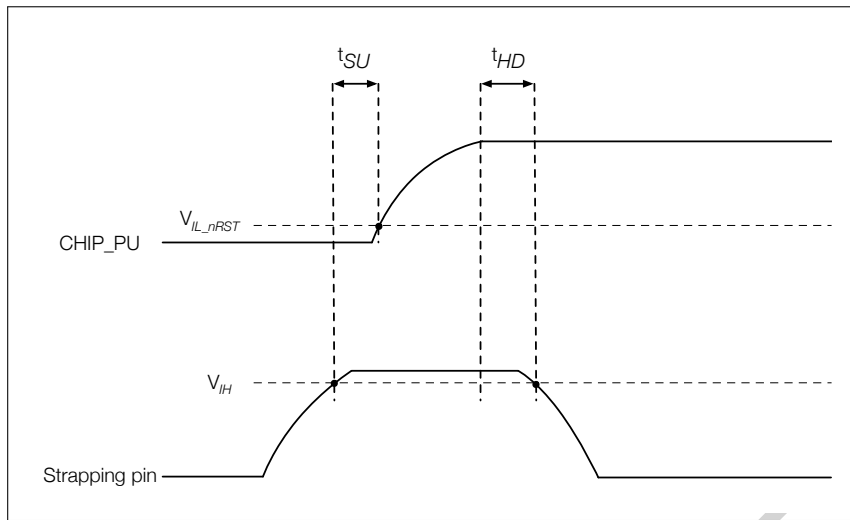 tSU
tHD
VIL_nRST
CHIP_PU
VIH
Strapping pin